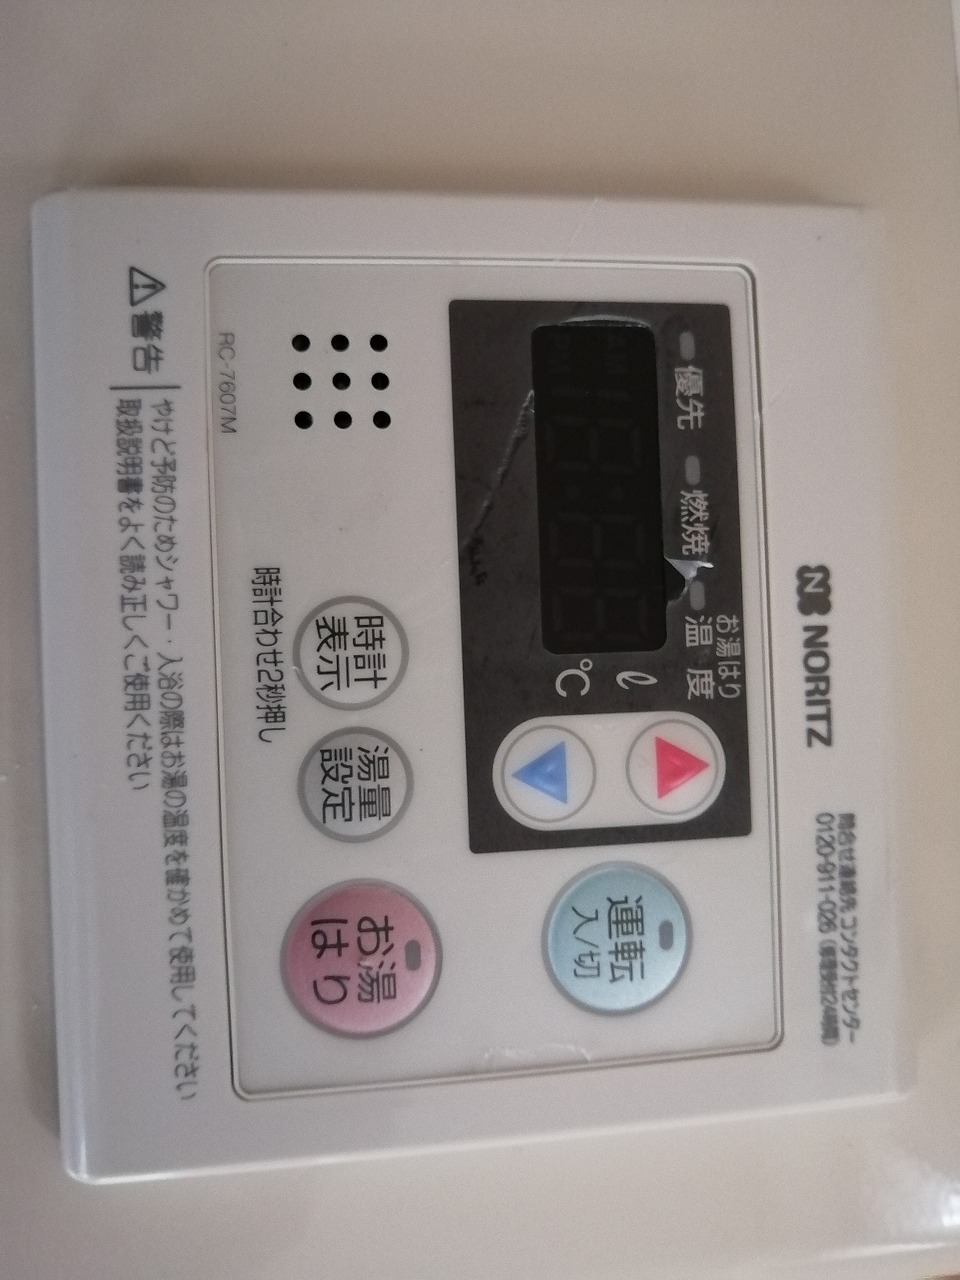 NORITZ
問合せ連絡先 コンタクトセンター
0120-911-026 (修理受付24時間)
優先
燃焼
お湯はり
温度
ℓ
℃
運転
入/切
時計
表示
湯量
設定
お湯
はり
時計合わせ2秒押し
RC-7607M
警告
やけど予防のためシャワー・入浴の際はお湯の温度を確かめて使用してください
取扱説明書をよく読み正しくご使用ください